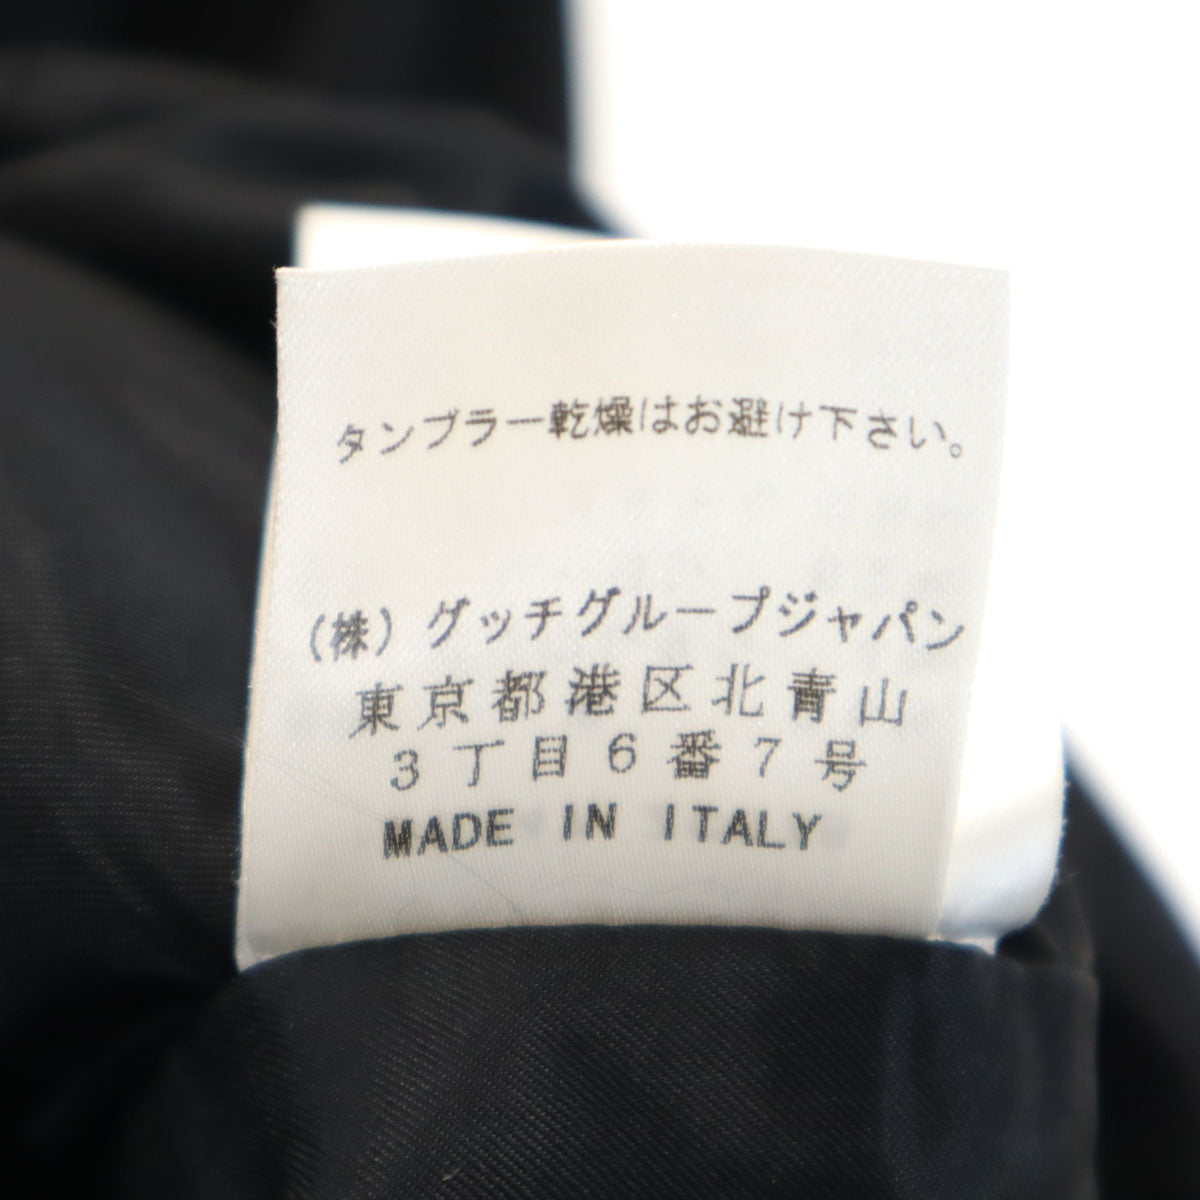 タンブラー乾燥はお避け下さい。
(株)グッチグループジャパン
東京都港区北青山
3丁目6番7号
MADE IN ITALY